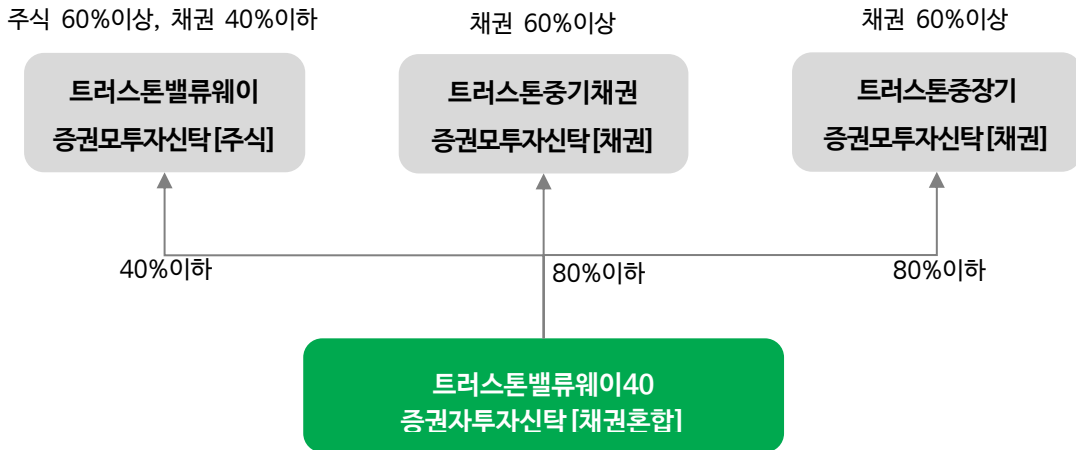 주식 60%이상, 채권 40%이하
채권 60%이상
채권 60%이상
트러스톤밸류웨이
증권모투자신탁[주식]
트러스톤중기채권
증권모투자신탁[채권]
트러스톤중장기
증권모투자신탁[채권]
40%이하
80%이하
80%이하
트러스톤밸류웨이40
증권자투자신탁[채권혼합]